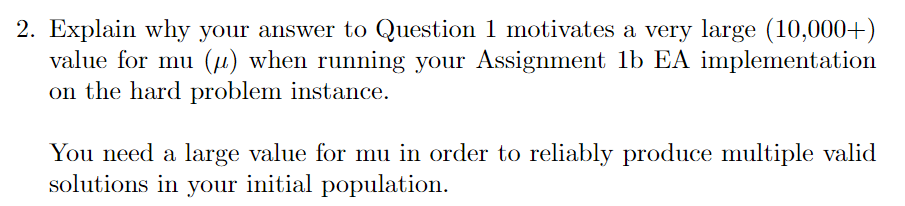 2. Explain why your answer to Question 1 motivates a very large (10,000+)
value for mu (μ) when running your Assignment 1b EA implementation
on the hard problem instance.
You need a large value for mu in order to reliably produce multiple valid
solutions in your initial population.